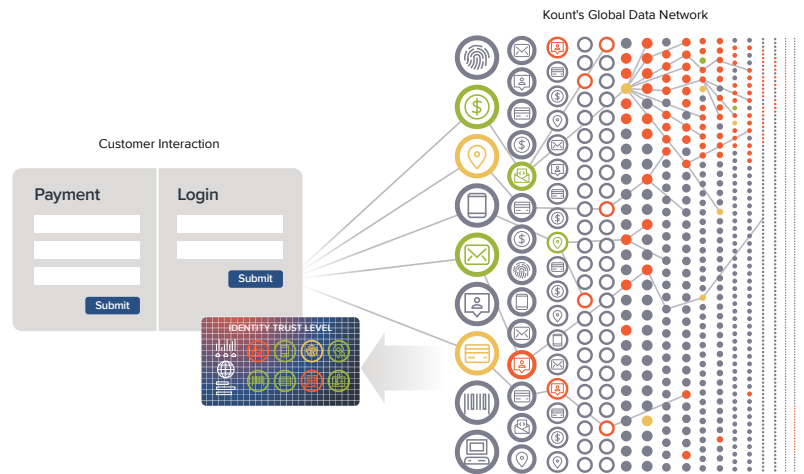 Kount's Global Data Network
Customer Interaction
Payment
Login
Submit
Submit
IDENTITY TRUST LEVEL